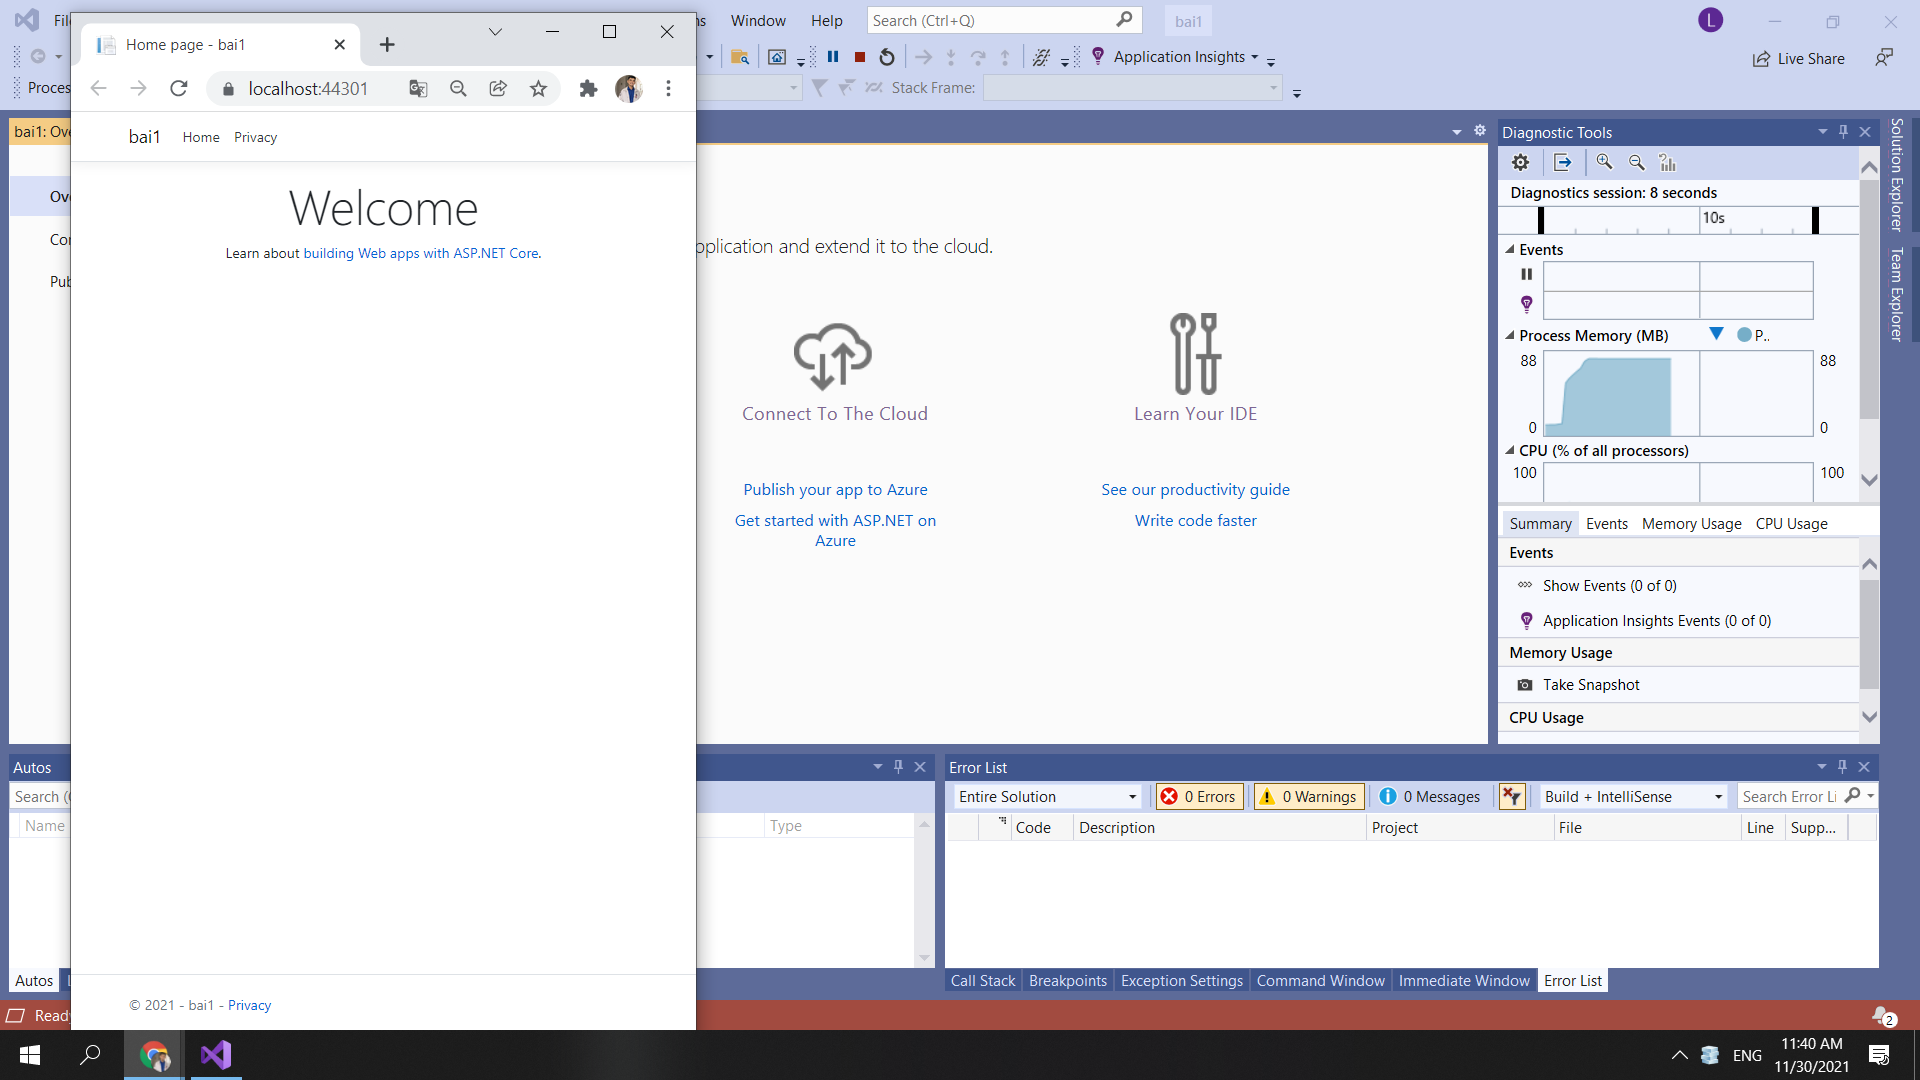 Window
Help
Search (Ctrl+Q)
bai1
L
Home page - bai1
Application Insights
Live Share
localhost:44301
Stack Frame:
bai1: Ov
bai1
Home
Privacy
Welcome
Learn about building Web apps with ASP.NET Core.
pplication and extend it to the cloud.
Connect To The Cloud
Publish your app to Azure
Get started with ASP.NET on
Azure
Learn Your IDE
See our productivity guide
Write code faster
Diagnostic Tools
Diagnostics session: 8 seconds
10s
Events
Process Memory (MB)
P..
88
88
0
0
CPU (% of all processors)
100
100
Summary
Events
Memory Usage
CPU Usage
Events
Show Events (0 of 0)
Application Insights Events (0 of 0)
Memory Usage
Take Snapshot
CPU Usage
Solution Explorer
Team Explorer
Autos
Search (
Name
Type
Autos
Error List
Entire Solution
0 Errors
0 Warnings
0 Messages
Build + IntelliSense
Search Error Li
Code
Description
Project
File
Line
Supp...
Call Stack
Breakpoints
Exception Settings
Command Window
Immediate Window
Error List
© 2021 - bai1 - Privacy
Ready
2
ENG
11:40 AM
11/30/2021